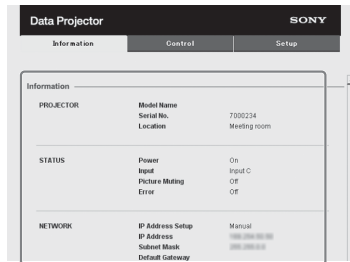 Data Projector SONY
Information Control Setup
Information
PROJECTOR Model Name
Serial No. 7000234
Location Meeting room
STATUS Power On
Input Input C
Picture Muting Off
Error Off
NETWORK IP Address Setup Manual
IP Address
Subnet Mask
Default Gateway